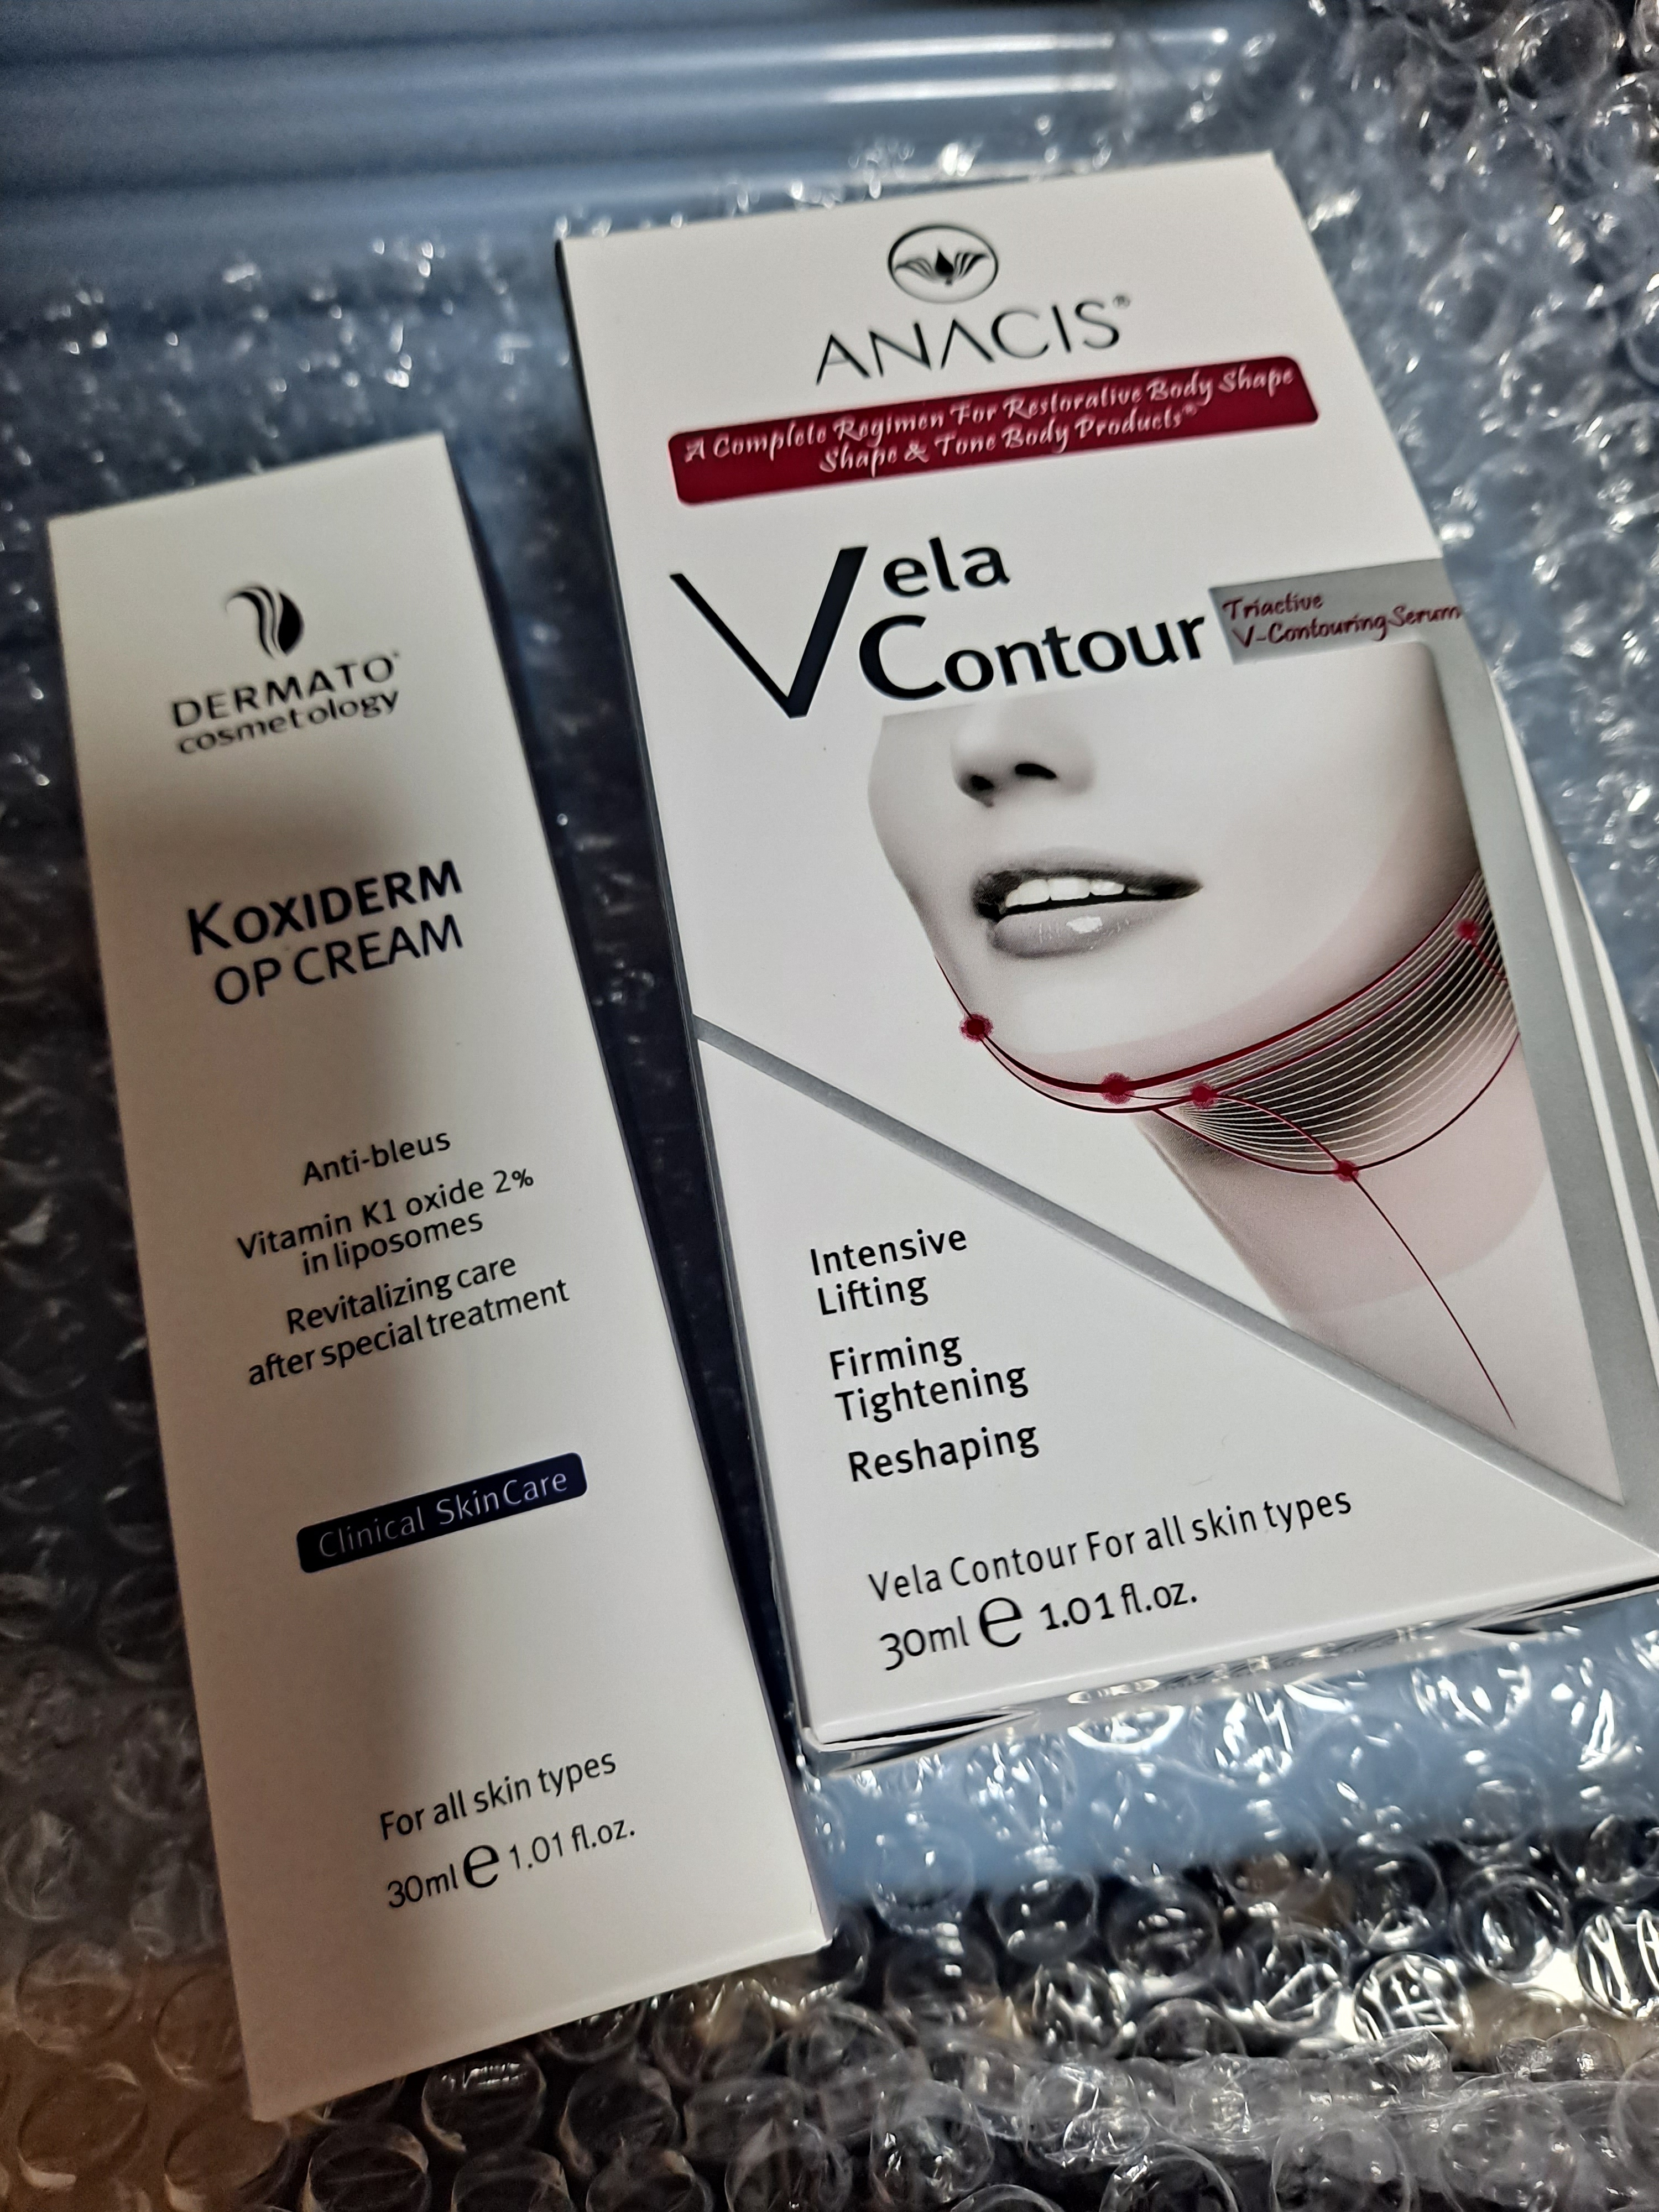 DERMATO®
cosmetology
KOXIDERM
OP CREAM
Anti-bleus
Vitamin K1 oxide 2%
in liposomes
Revitalizing care
after special treatment
Clinical SkinCare
For all skin types
30ml e 1.01 fl.oz.
ANACIS®
A Complete Regimen For Restorative Body Shape
Shape & Tone Body Products®
Vela
Contour
Triactive
V-Contouring Serum
Intensive
Lifting
Firming
Tightening
Reshaping
Vela Contour For all skin types
30ml e 1.01 fl.oz.